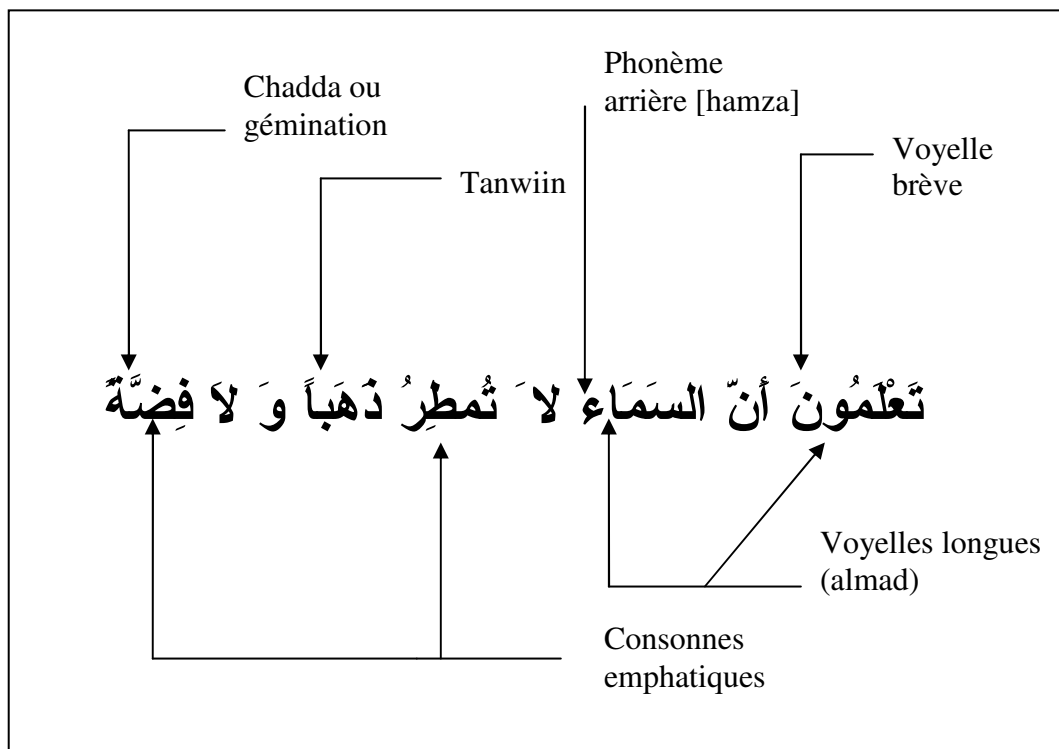 Chadda ou
gémination
Tanwiin
Phonème
arrière [hamza]
Voyelle
brève
تَعْلَمُونَ أَنّ السَمَاءَ لا َ تُمطِرُ ذَهَباً وَ لاَ فِضَّةً
Voyelles longues
(almad)
Consonnes
emphatiques